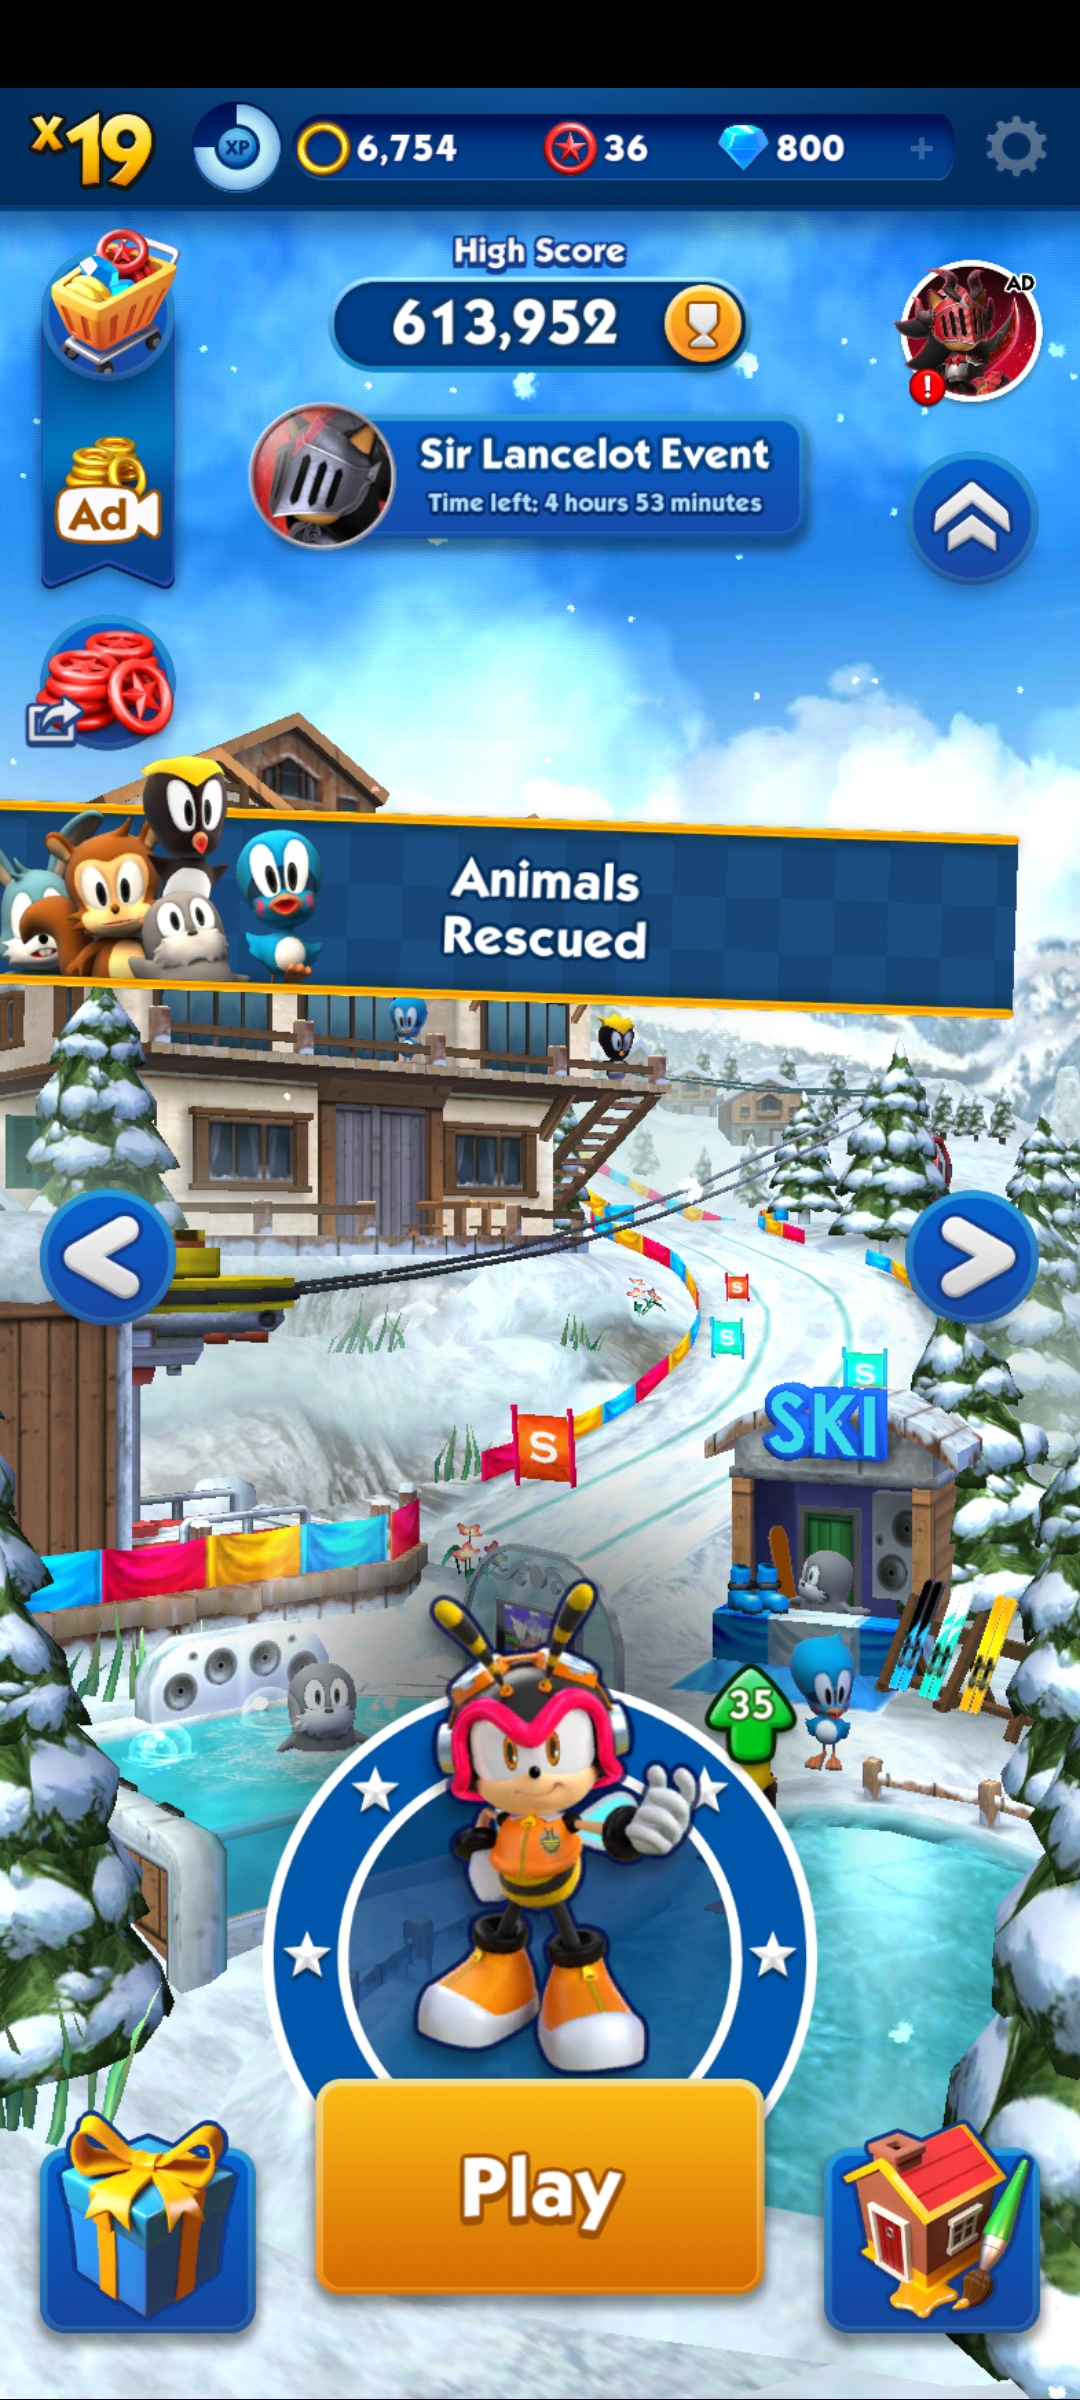 x19
XP
6,754
36
800
+
High Score
613,952
AD
!
Sir Lancelot Event
Time left: 4 hours 53 minutes
Ad
Animals
Rescued
S
S
S
SKI
S
35
Play